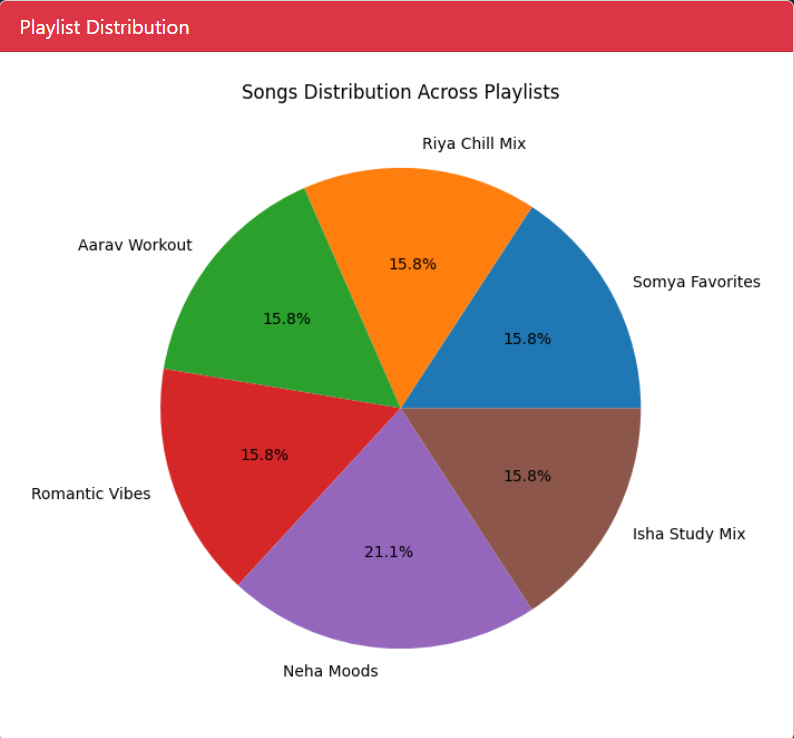 Playlist Distribution
Songs Distribution Across Playlists
Riya Chill Mix
Aarav Workout
Somya Favorites
15.8%
15.8%
15.8%
15.8%
15.8%
Romantic Vibes
Isha Study Mix
21.1%
Neha Moods